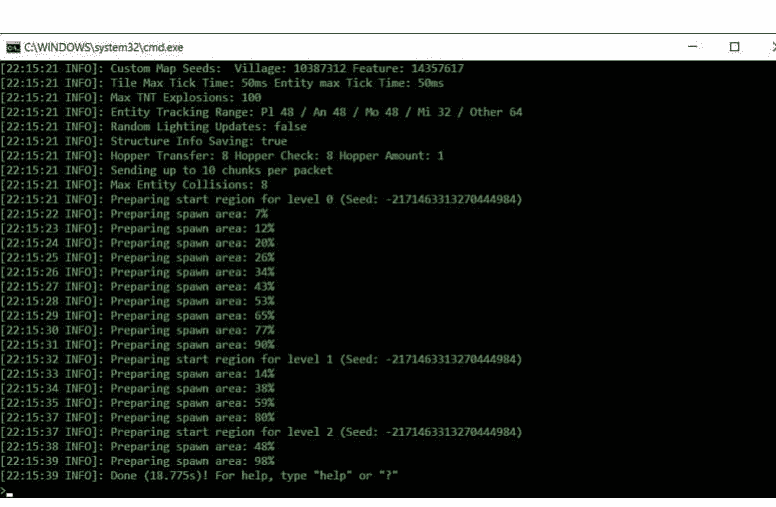 C:\WINDOWS\system32\cmd.exe
[22:15:21 INFO]: Custom Map Seeds:  Village: 10387312 Feature: 14357617
[22:15:21 INFO]: Tile Max Tick Time: 50ms Entity max Tick Time: 50ms
[22:15:21 INFO]: Max TNT Explosions: 100
[22:15:21 INFO]: Entity Tracking Range: Pl 48 / An 48 / Mo 48 / Mi 32 / Other 64
[22:15:21 INFO]: Random Lighting Updates: false
[22:15:21 INFO]: Structure Info Saving: true
[22:15:21 INFO]: Hopper Transfer: 8 Hopper Check: 8 Hopper Amount: 1
[22:15:21 INFO]: Sending up to 10 chunks per packet
[22:15:21 INFO]: Max Entity Collisions: 8
[22:15:21 INFO]: Preparing start region for level 0 (Seed: -2171463313270444984)
[22:15:22 INFO]: Preparing spawn area: 7%
[22:15:23 INFO]: Preparing spawn area: 12%
[22:15:24 INFO]: Preparing spawn area: 20%
[22:15:25 INFO]: Preparing spawn area: 26%
[22:15:26 INFO]: Preparing spawn area: 34%
[22:15:27 INFO]: Preparing spawn area: 43%
[22:15:28 INFO]: Preparing spawn area: 53%
[22:15:29 INFO]: Preparing spawn area: 65%
[22:15:30 INFO]: Preparing spawn area: 77%
[22:15:31 INFO]: Preparing spawn area: 90%
[22:15:32 INFO]: Preparing start region for level 1 (Seed: -2171463313270444984)
[22:15:33 INFO]: Preparing spawn area: 14%
[22:15:34 INFO]: Preparing spawn area: 38%
[22:15:35 INFO]: Preparing spawn area: 59%
[22:15:37 INFO]: Preparing spawn area: 80%
[22:15:37 INFO]: Preparing start region for level 2 (Seed: -2171463313270444984)
[22:15:38 INFO]: Preparing spawn area: 48%
[22:15:39 INFO]: Preparing spawn area: 98%
[22:15:39 INFO]: Done (18.775s)! For help, type "help" or "?"
>